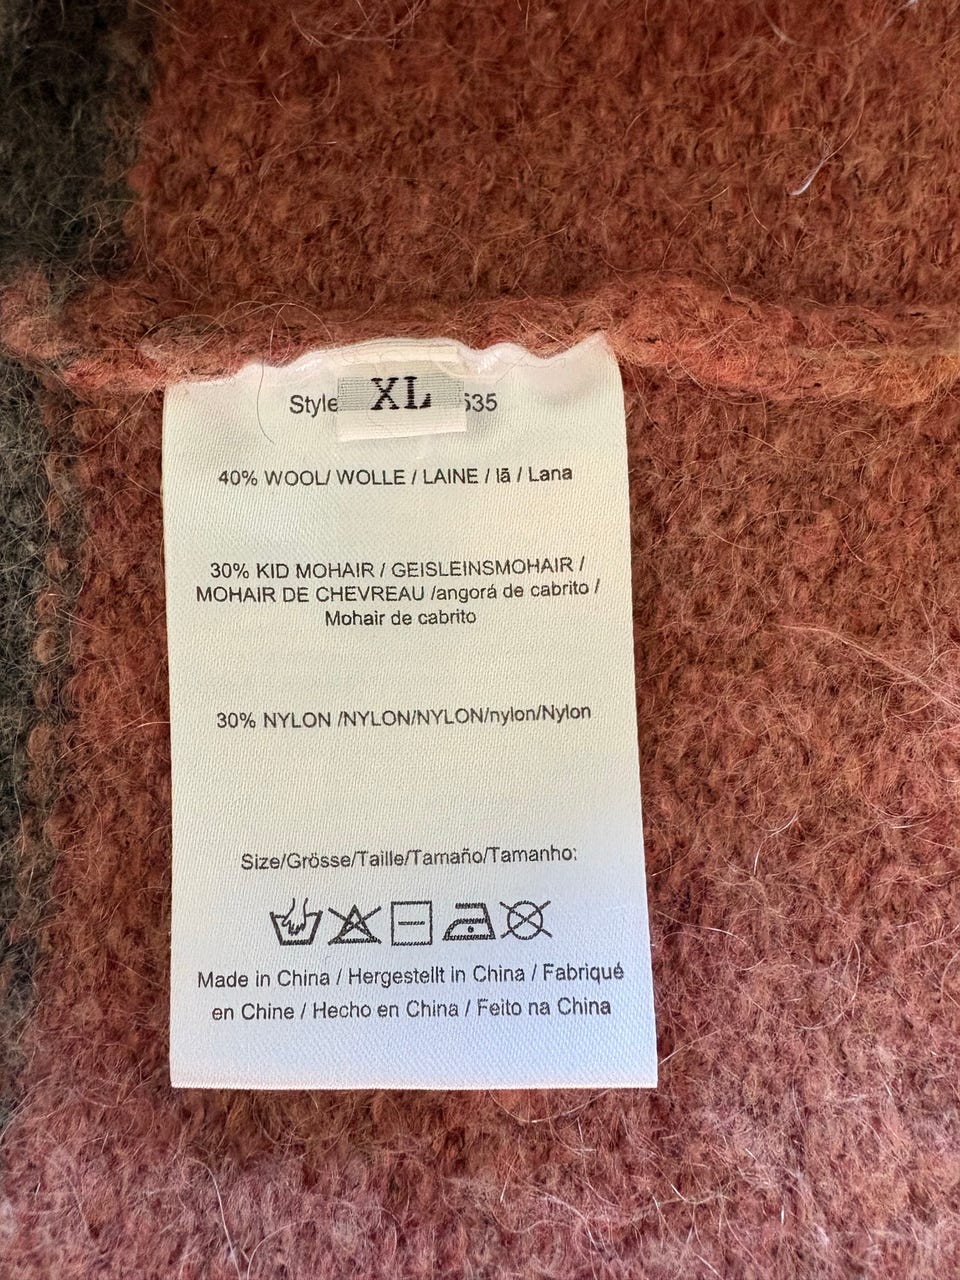 XL
Style 535
40% WOOL/ WOLLE / LAINE / lã / Lana
30% KID MOHAIR / GEISLEINSMOHAIR /
MOHAIR DE CHEVREAU /angorá de cabrito /
Mohair de cabrito
30% NYLON /NYLON/NYLON/nylon/Nylon
Size/Grösse/Taille/Tamaño/Tamanho:
Made in China / Hergestellt in China / Fabriqué
en Chine / Hecho en China / Feito na China